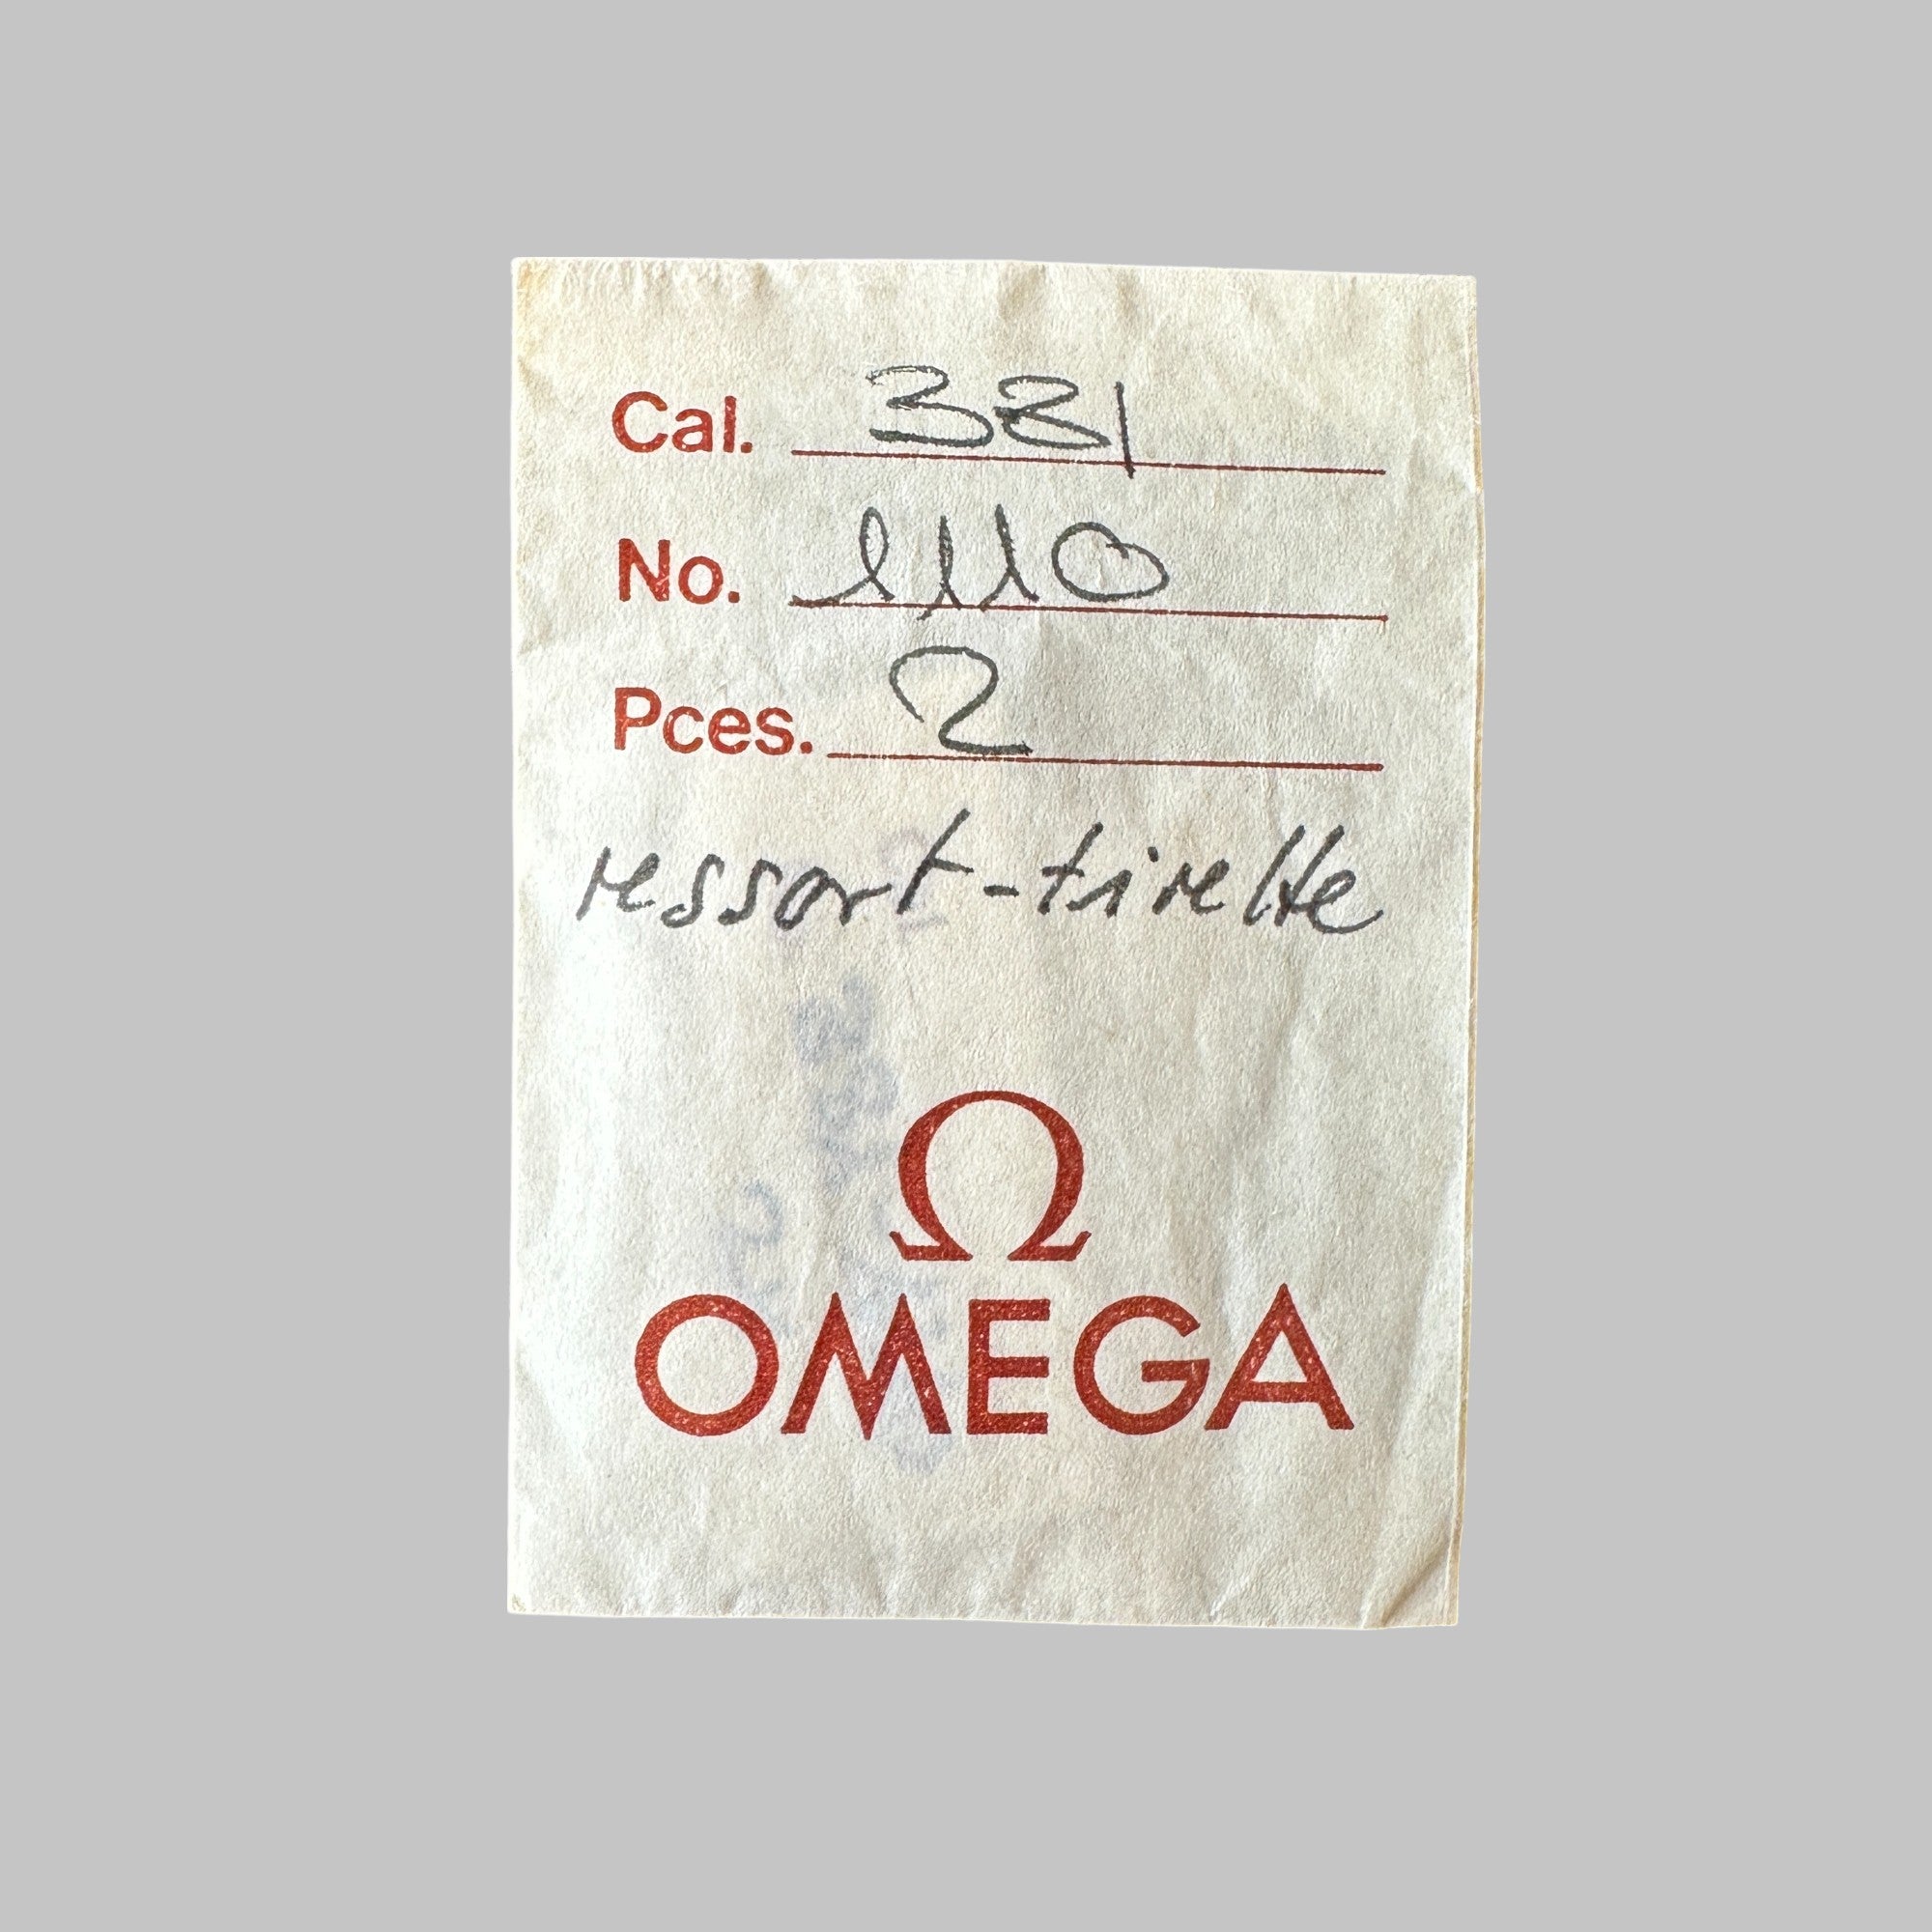 Cal. 381
No. 1110
Pces. 2
ressort-tirette
Ω
OMEGA